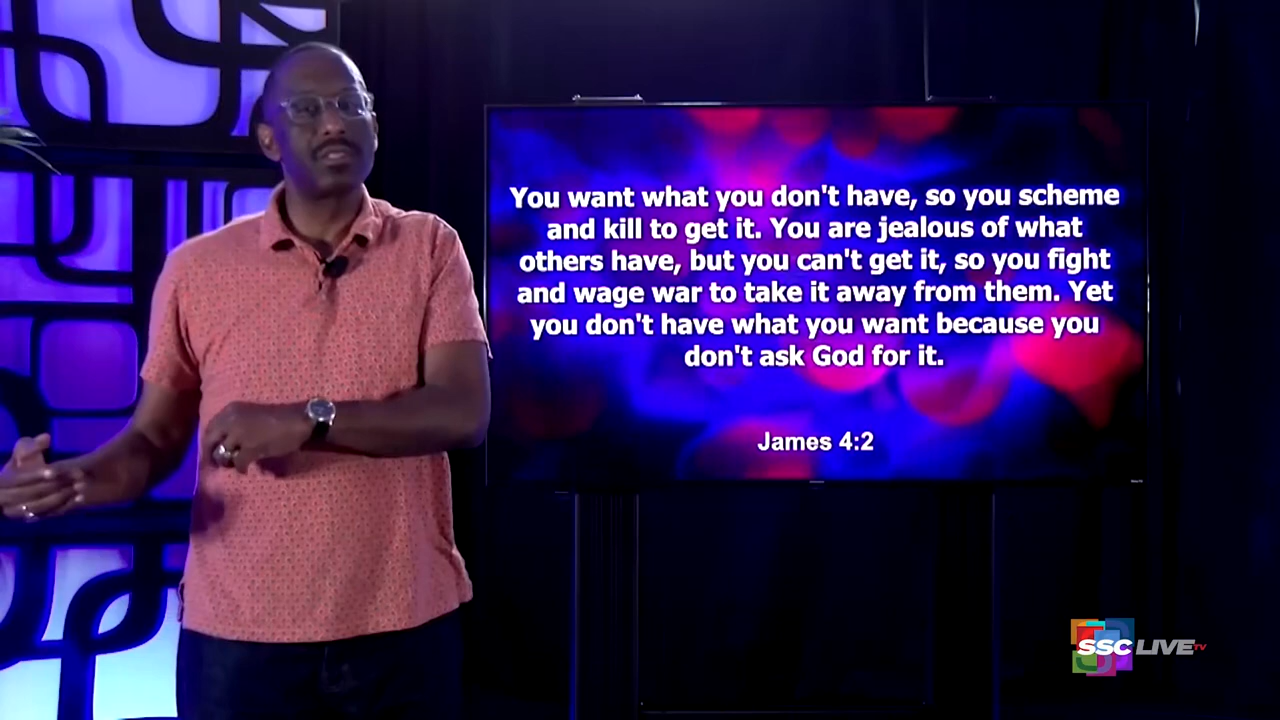 You want what you don't have, so you scheme
and kill to get it. You are jealous of what
others have, but you can't get it, so you fight
and wage war to take it away from them. Yet
you don't have what you want because you
don't ask God for it.
James 4:2
SSC LIVE TV